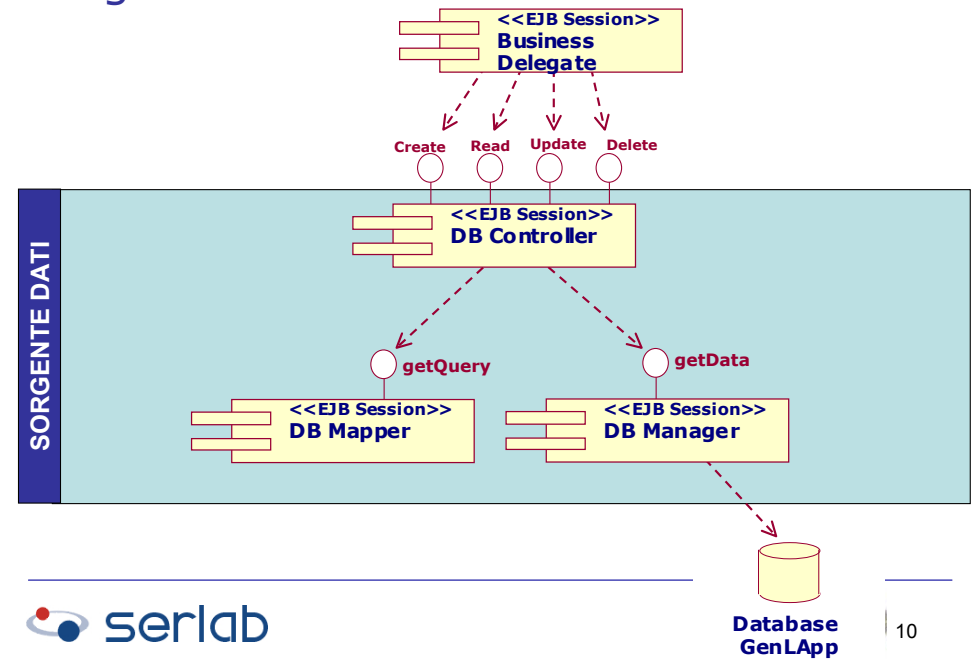 <<EJB Session>>
Business
Delegate
Create Read Update Delete
<<EJB Session>>
DB Controller
SORGENTE DATI
getQuery
getData
<<EJB Session>>
DB Mapper
<<EJB Session>>
DB Manager
serlab
Database
GenLApp
10